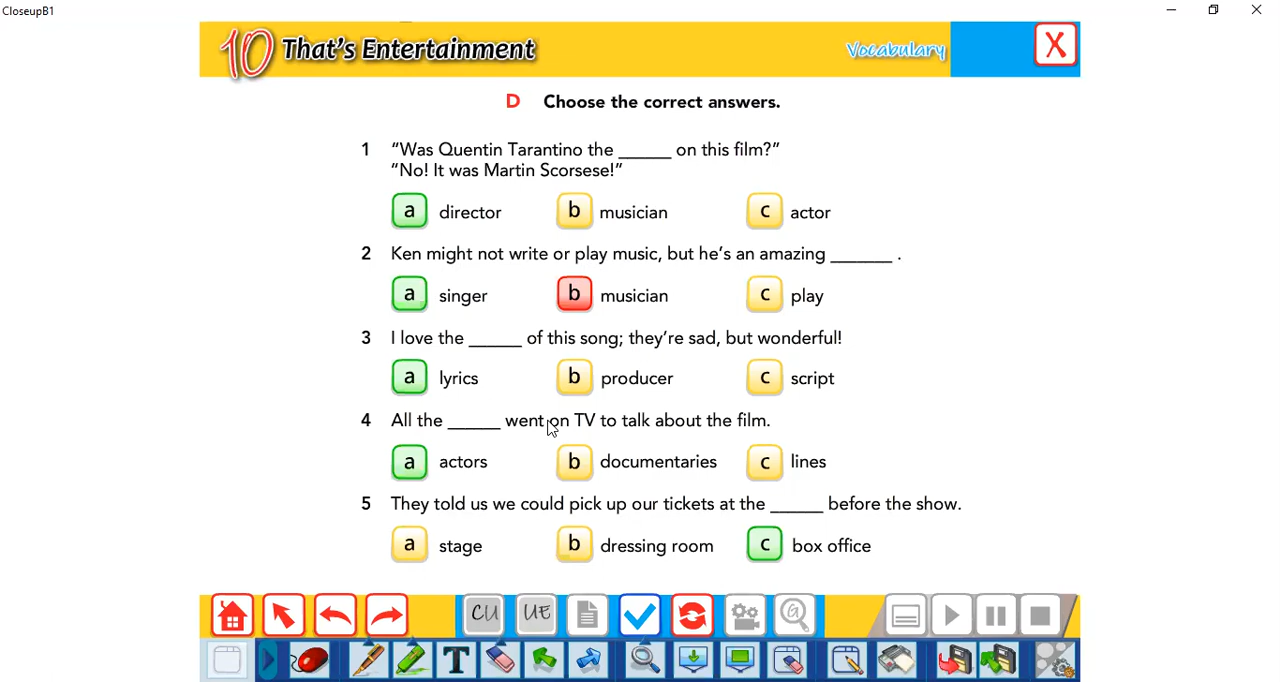 CloseupB1
10 That's Entertainment
Vocabulary
X
D Choose the correct answers.
1 "Was Quentin Tarantino the ______ on this film?"
"No! It was Martin Scorsese!"
a director b musician c actor
2 Ken might not write or play music, but he's an amazing _______ .
a singer b musician c play
3 I love the ______ of this song; they're sad, but wonderful!
a lyrics b producer c script
4 All the ______ went on TV to talk about the film.
a actors b documentaries c lines
5 They told us we could pick up our tickets at the ______ before the show.
a stage b dressing room c box office
CU UE G
T